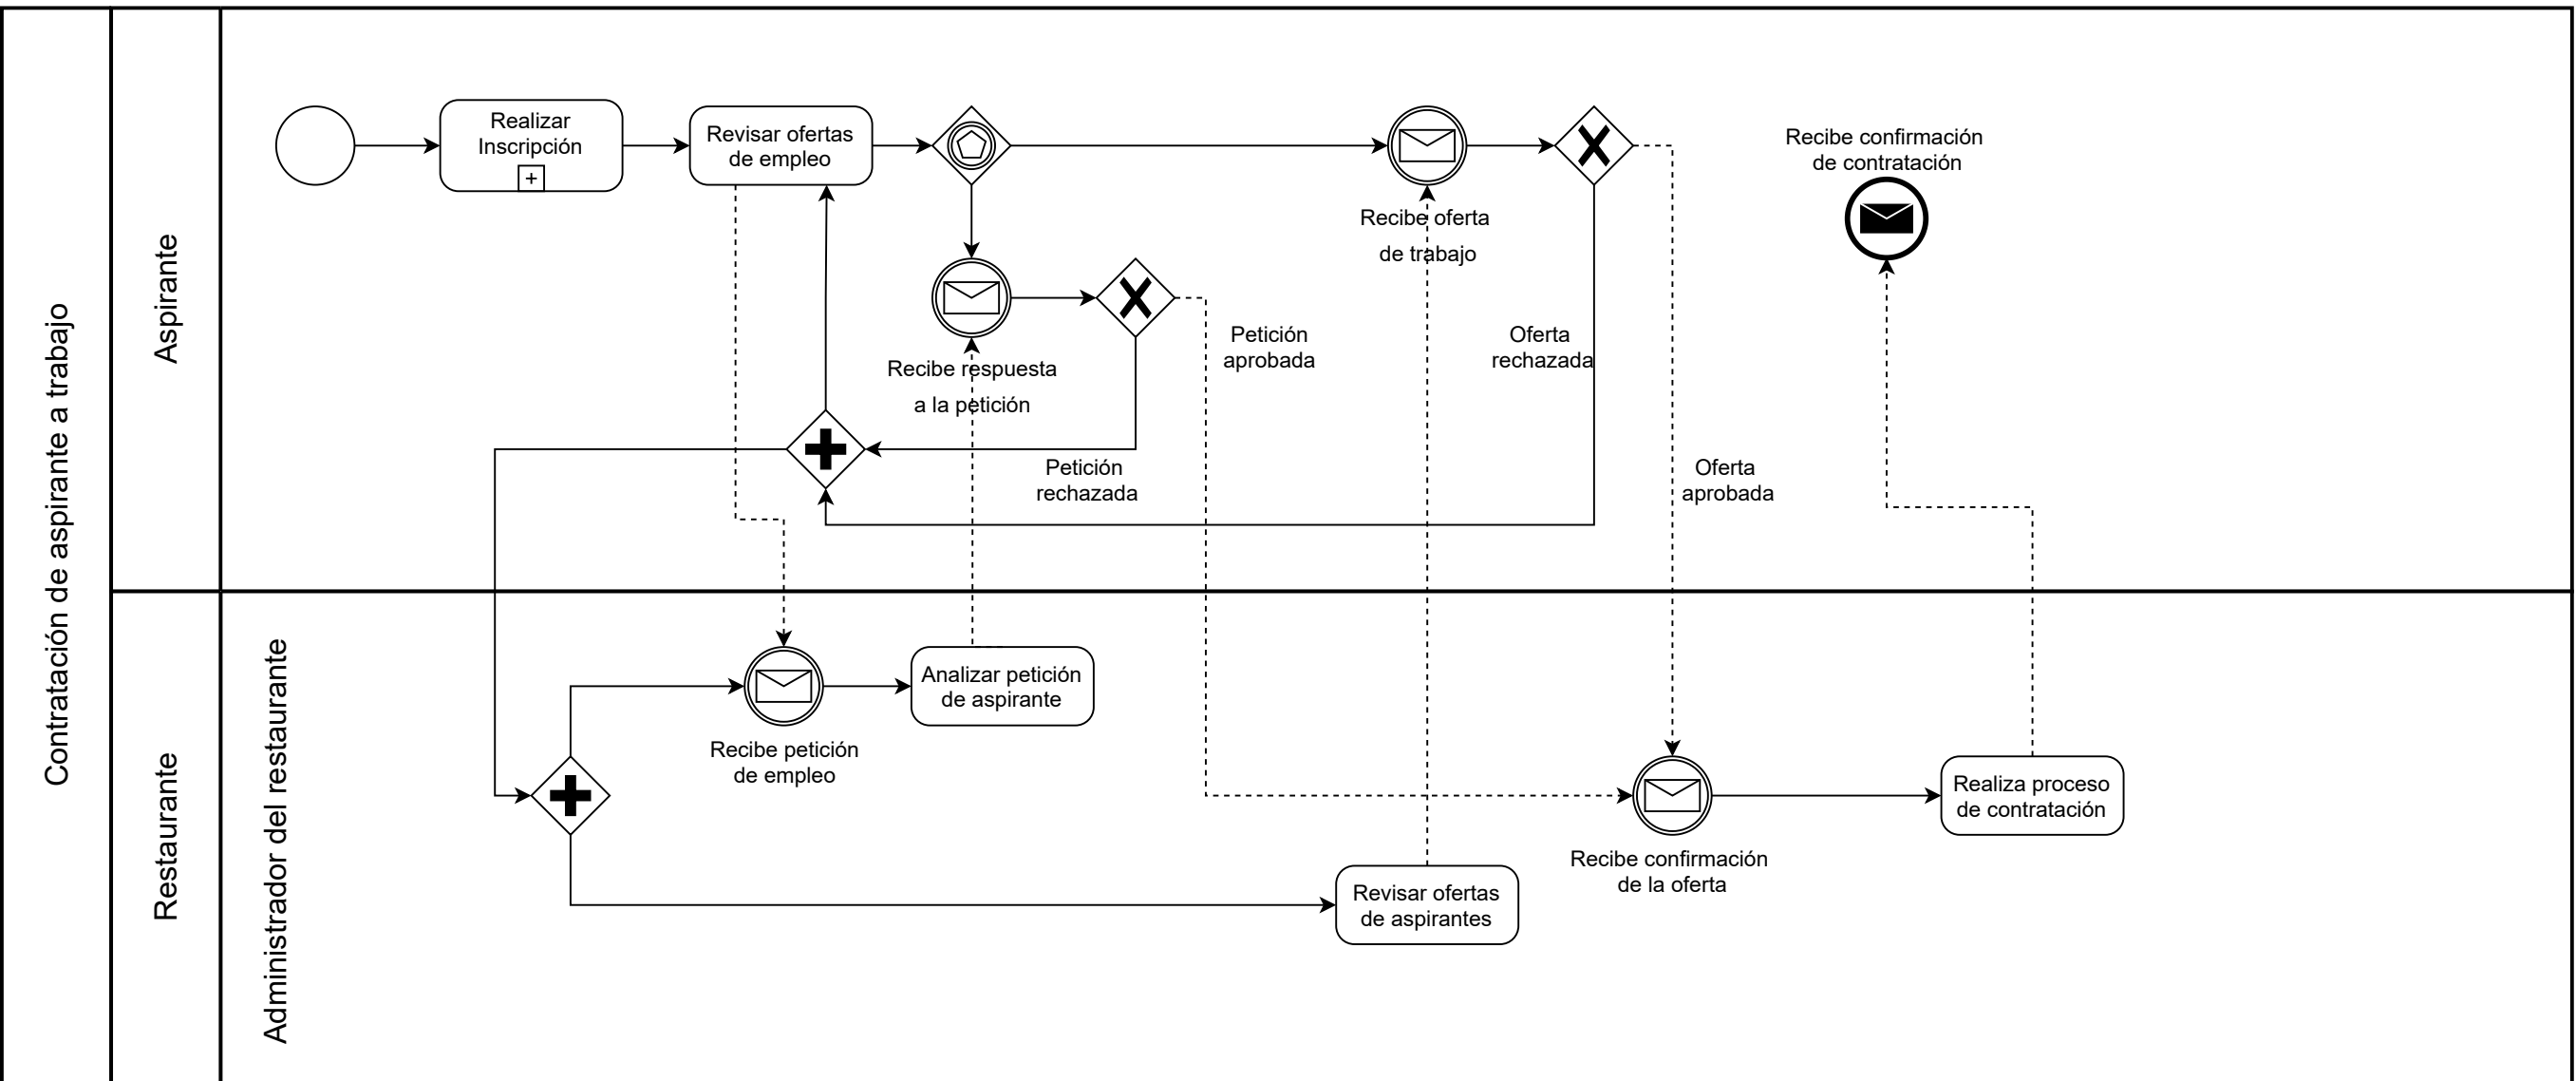 Contratación de aspirante a trabajo
Aspirante
Realizar
Inscripción
Revisar ofertas
de empleo
Recibe oferta
de trabajo
Recibe confirmación
de contratación
Recibe respuesta
a la petición
Petición
aprobada
Oferta
rechazada
Petición
rechazada
Oferta
aprobada
Restaurante
Administrador del restaurante
Recibe petición
de empleo
Analizar petición
de aspirante
Revisar ofertas
de aspirantes
Recibe confirmación
de la oferta
Realiza proceso
de contratación